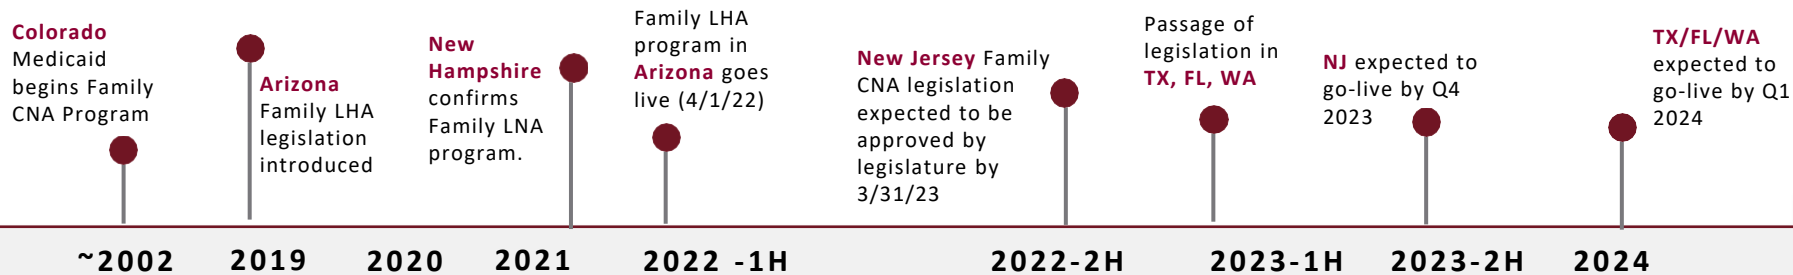 Colorado
Medicaid
begins Family
CNA Program
Arizona
Family LHA
legislation
introduced
New
Hampshire
confirms
Family LNA
program.
Family LHA
program in
Arizona goes
live (4/1/22)
New Jersey Family
CNA legislation
expected to be
approved by
legislature by
3/31/23
Passage of
legislation in
TX, FL, WA
NJ expected to
go-live by Q4
2023
TX/FL/WA
expected to
go-live by Q1
2024
~2002 2019 2020 2021 2022 -1H 2022-2H 2023-1H 2023-2H 2024